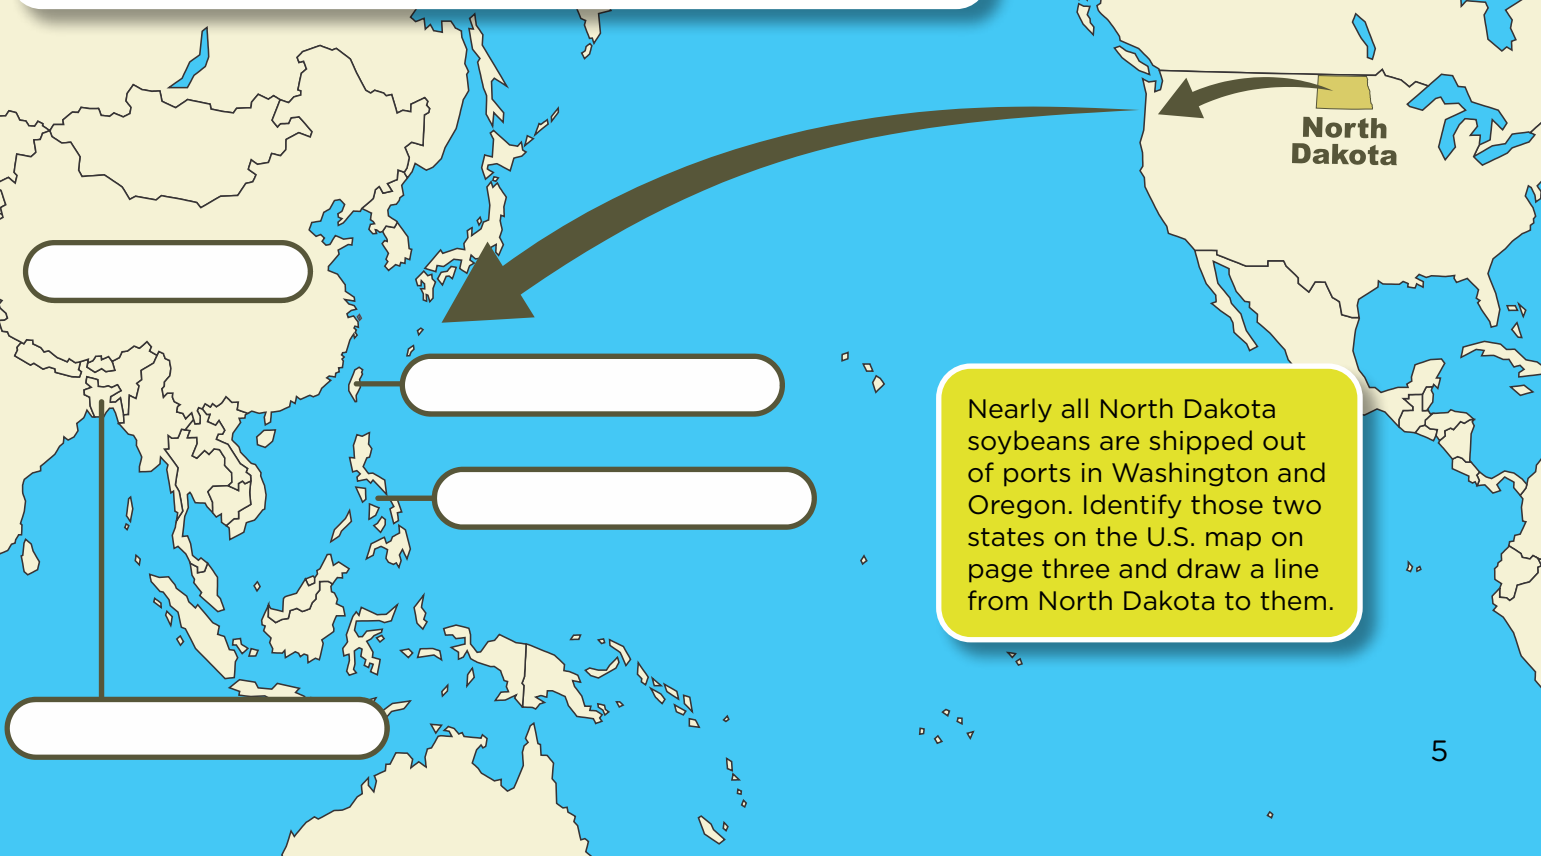 North
Dakota
Nearly all North Dakota
soybeans are shipped out
of ports in Washington and
Oregon. Identify those two
states on the U.S. map on
page three and draw a line
from North Dakota to them.
5